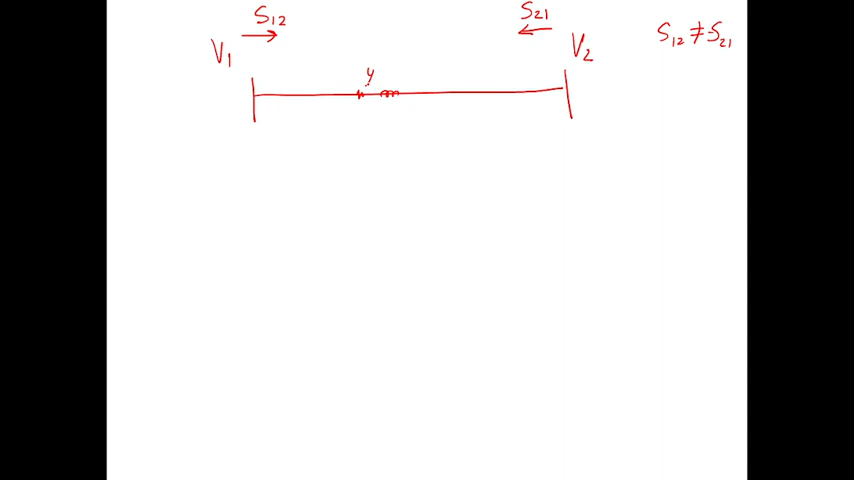 S₁₂
S₂₁
S₁₂ ≠ -S₂₁
V₁
V₂
y